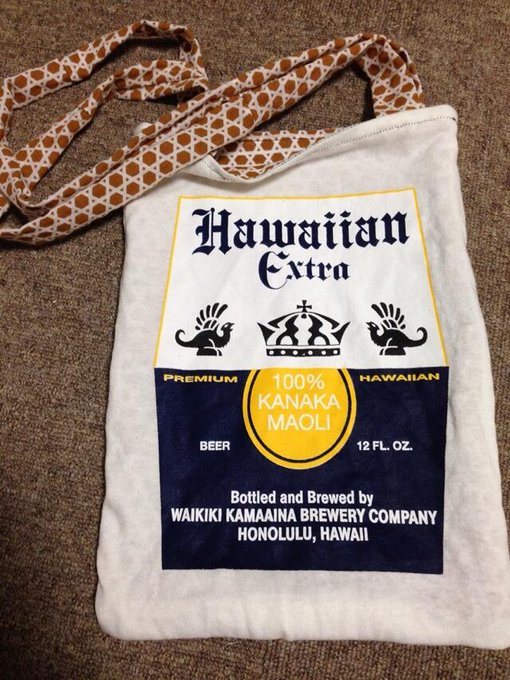 Hawaiian
Extra
PREMIUM HAWAIIAN
100%
KANAKA
MAOLI
BEER 12 FL. OZ.
Bottled and Brewed by
WAIKIKI KAMAAINA BREWERY COMPANY
HONOLULU, HAWAII